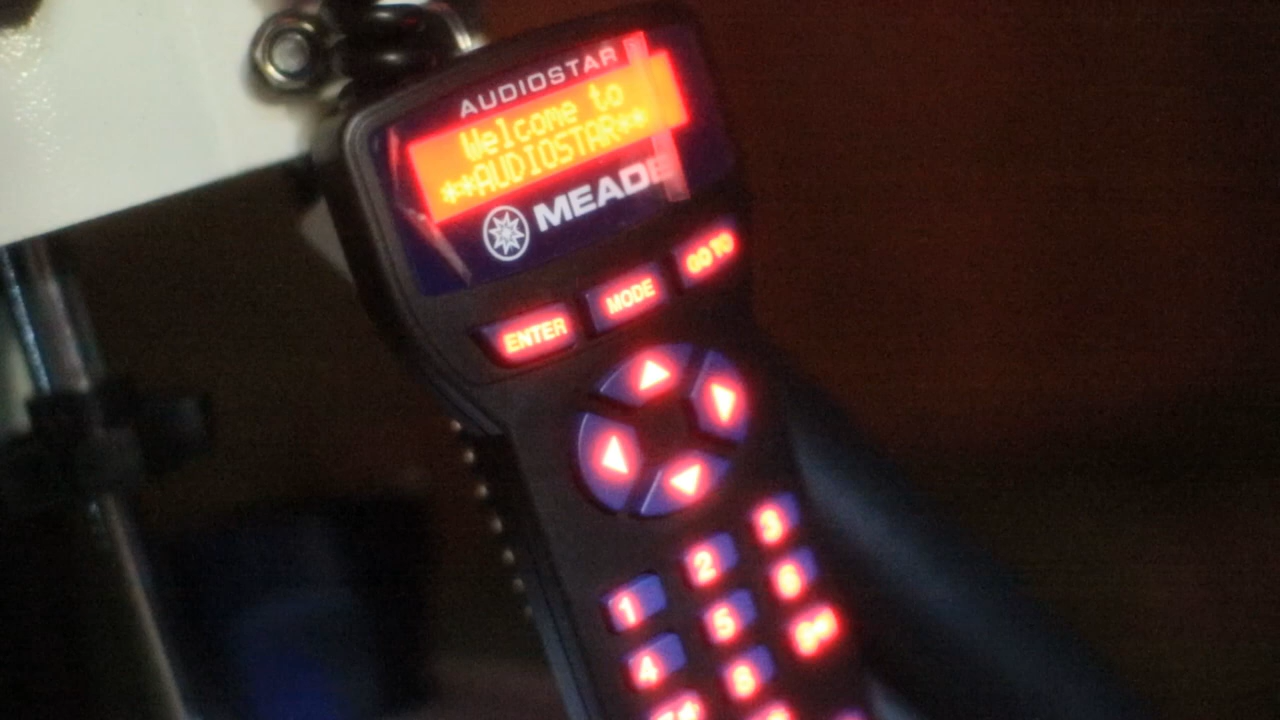 AUDIOSTAR
Welcome to
**AUDIOSTAR**
MEADE
ENTER MODE GO TO
1 2 3
4 5 6
8